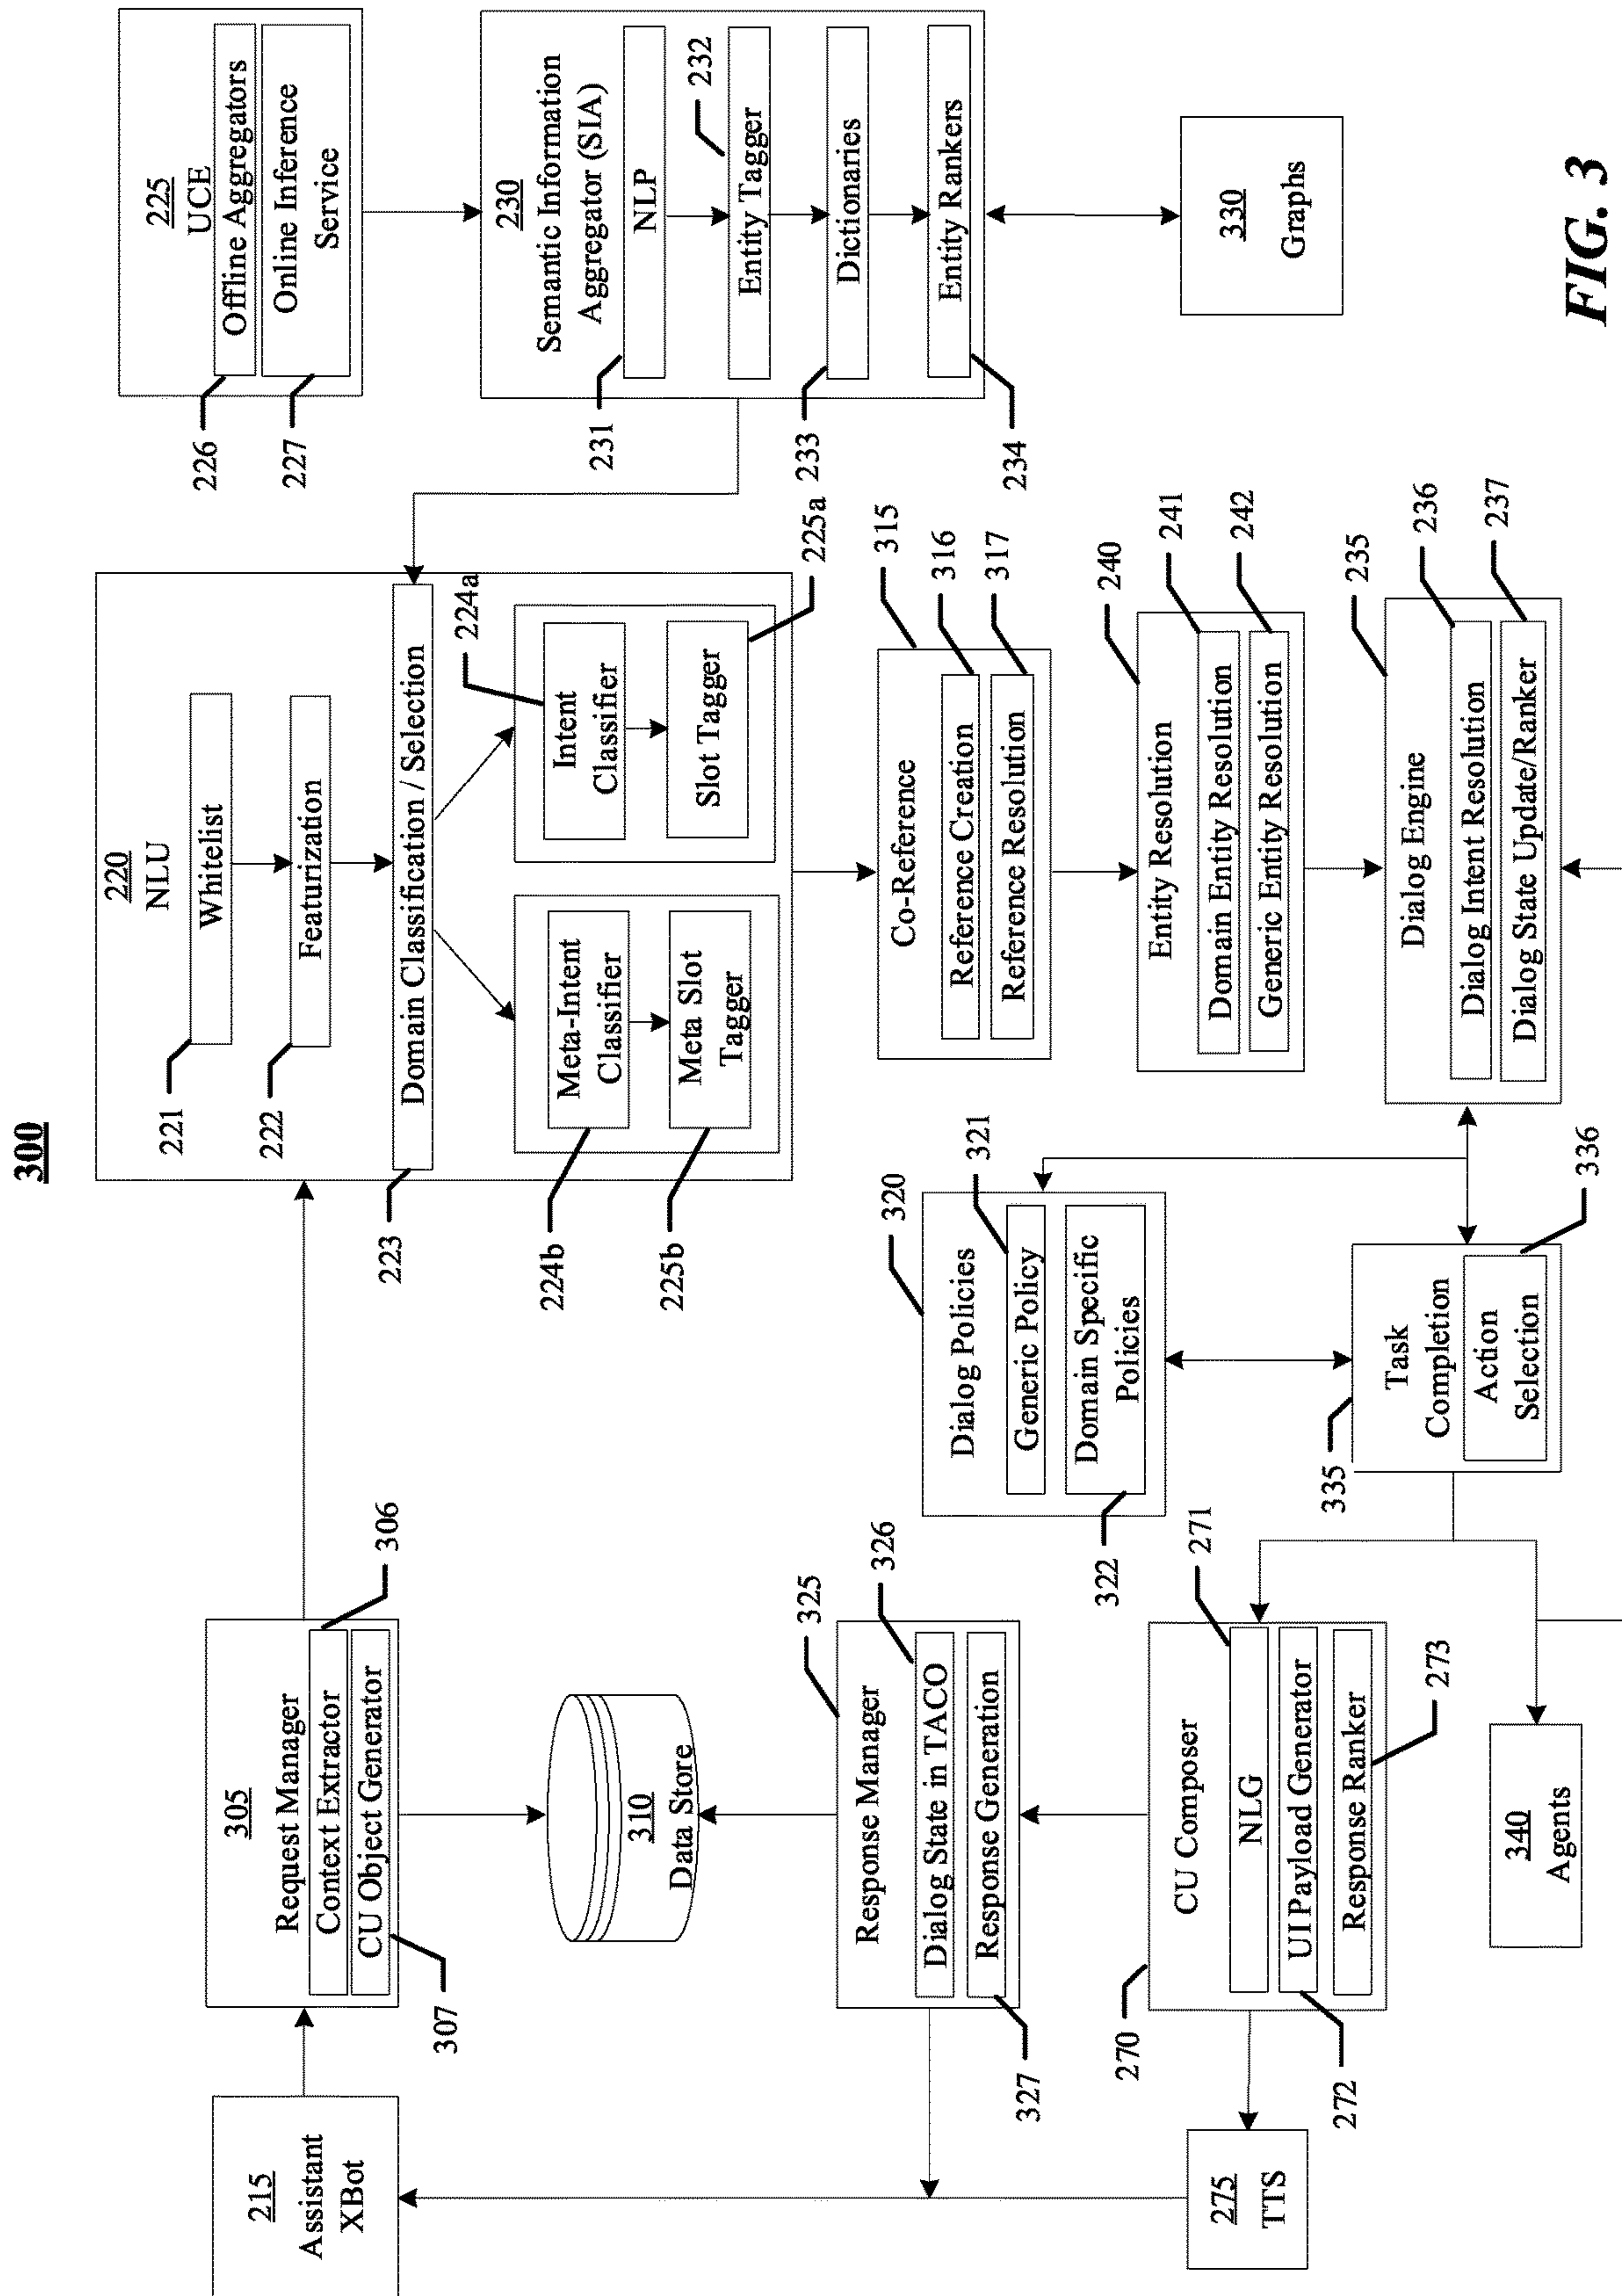 300
215
Assistant
XBot
305
Request Manager
Context Extractor
CU Object Generator
306
307
310
Data Store
220
NLU
Whitelist
221
Featurization
222
Domain Classification / Selection
223
Meta-Intent
Classifier
224b
Meta Slot
Tagger
225b
Intent
Classifier
224a
Slot Tagger
225a
225
UCE
Offline Aggregators
226
Online Inference
Service
227
230
Semantic Information
Aggregator (SIA)
NLP
231
Entity Tagger
232
Dictionaries
233
Entity Rankers
234
330
Graphs
Co-Reference
315
Reference Creation
316
Reference Resolution
317
Entity Resolution
240
Domain Entity Resolution
241
Generic Entity Resolution
242
Dialog Engine
235
Dialog Intent Resolution
236
Dialog State Update/Ranker
237
Dialog Policies
320
Generic Policy
321
Domain Specific
Policies
322
Task
Completion
335
Action
Selection
336
Response Manager
325
Dialog State in TACO
326
Response Generation
327
CU Composer
270
NLG
271
UI Payload Generator
272
Response Ranker
273
275
TTS
340
Agents
FIG. 3